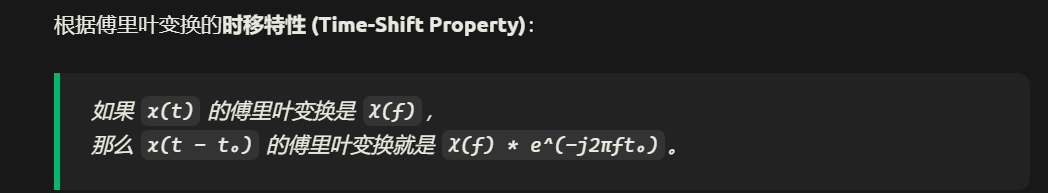 根据傅里叶变换的时移特性 (Time-Shift Property)：
如果 x(t) 的傅里叶变换是 X(f)，
那么 x(t - t₀) 的傅里叶变换就是 X(f) * e^(-j2πft₀)。